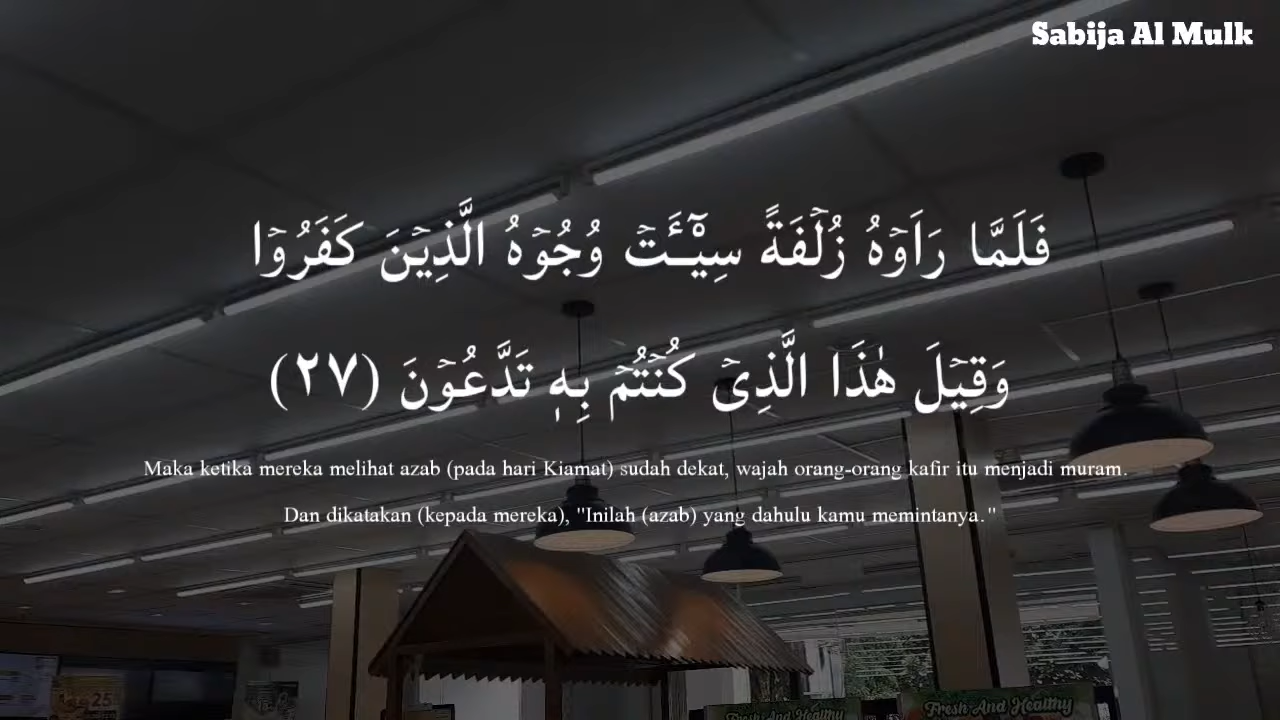 Sabija Al Mulk
فَلَمَّا رَاَوْهُ زُلْفَةً سِيْۤـَٔتْ وُجُوْهُ الَّذِيْنَ كَفَرُوْا
وَقِيْلَ هٰذَا الَّذِيْ كُنْتُمْ بِهٖ تَدَّعُوْنَ (٢٧)
Maka ketika mereka melihat azab (pada hari Kiamat) sudah dekat, wajah orang-orang kafir itu menjadi muram.
Dan dikatakan (kepada mereka), "Inilah (azab) yang dahulu kamu memintanya."
25
Fresh And Healthy
Fresh And Healthy